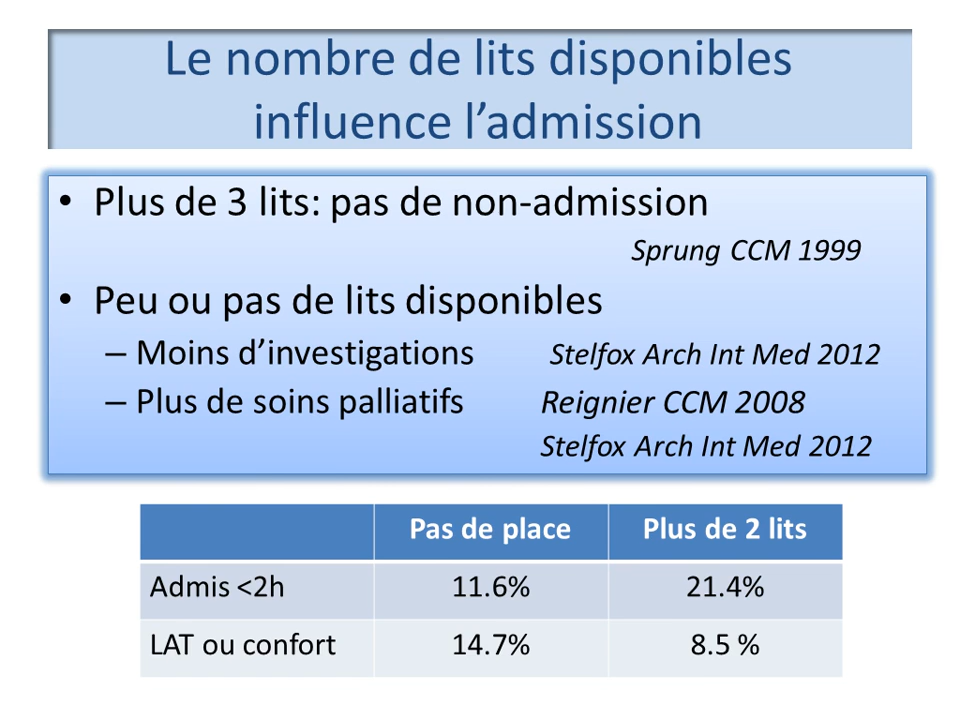 Le nombre de lits disponibles
influence l’admission
• Plus de 3 lits: pas de non-admission
Sprung CCM 1999
• Peu ou pas de lits disponibles
– Moins d’investigations Stelfox Arch Int Med 2012
– Plus de soins palliatifs Reignier CCM 2008
Stelfox Arch Int Med 2012
Pas de place Plus de 2 lits
Admis <2h 11.6% 21.4%
LAT ou confort 14.7% 8.5 %